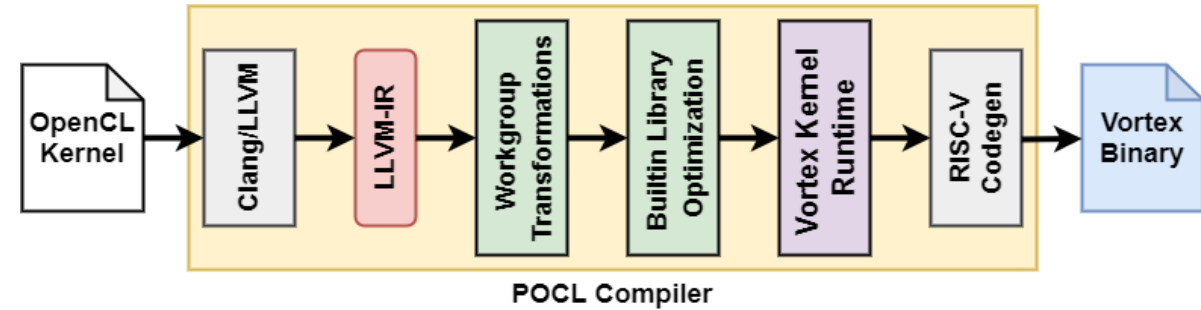 OpenCL
Kernel
Clang/LLVM
LLVM-IR
Workgroup
Transformations
Builtin Library
Optimization
Vortex Kernel
Runtime
RISC-V
Codegen
Vortex
Binary
POCL Compiler